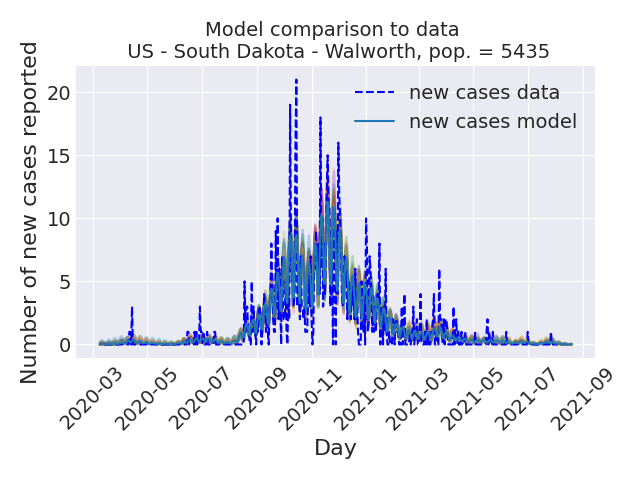 Model comparison to data
US - South Dakota - Walworth, pop. = 5435
Number of new cases reported
20
15
10
5
0
new cases data
new cases model
2020-03
2020-05
2020-07
2020-09
2020-11
2021-01
2021-03
2021-05
2021-07
2021-09
Day